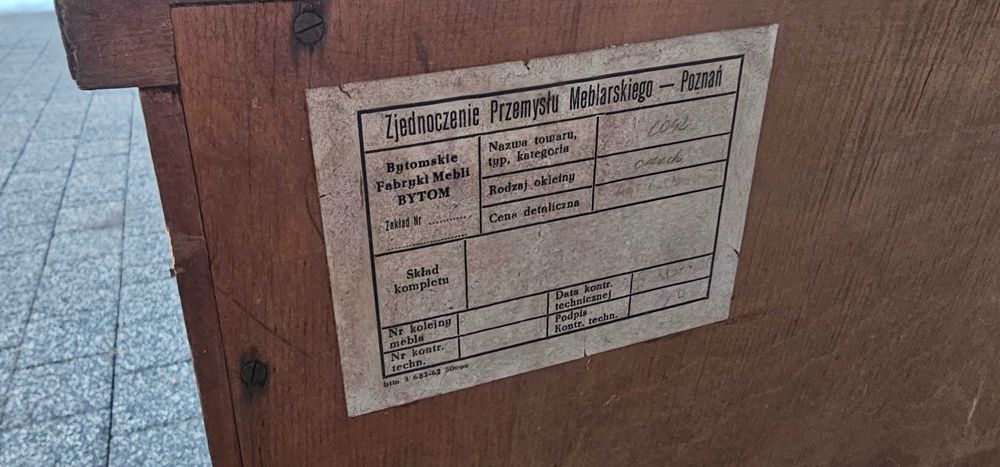 Zjednoczenie Przemysłu Meblarskiego — Poznań
Bytomskie
Fabryki Mebli
BYTOM
Zakład Nr ...........
Nazwa towaru,
typ, kategoria
Rodzaj okleiny
orzech
Cena detaliczna
Skład
kompletu
Nr kolejny
mebla
Nr kontr.
techn.
Data kontr.
technicznej
Podpis
Kontr. techn.